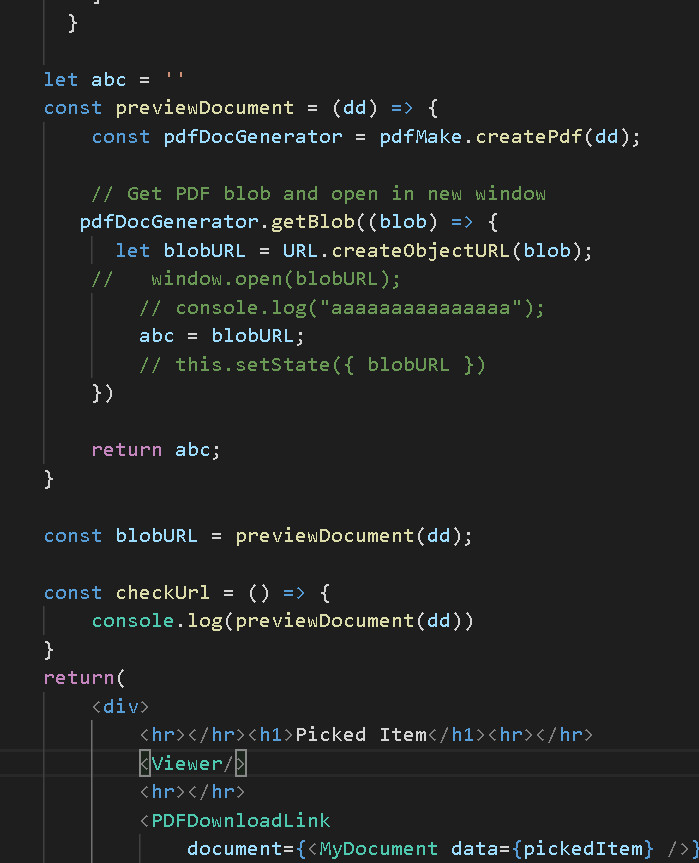 }
let abc = ''
const previewDocument = (dd) => {
const pdfDocGenerator = pdfMake.createPdf(dd);
// Get PDF blob and open in new window
pdfDocGenerator.getBlob((blob) => {
let blobURL = URL.createObjectURL(blob);
//   window.open(blobURL);
// console.log("aaaaaaaaaaaaaaa");
abc = blobURL;
// this.setState({ blobURL })
})
return abc;
}
const blobURL = previewDocument(dd);
const checkUrl = () => {
console.log(previewDocument(dd))
}
return(
<div>
<hr></hr><h1>Picked Item</h1><hr></hr>
<Viewer/>
<hr></hr>
<PDFDownloadLink
document={<MyDocument data={pickedItem} />}